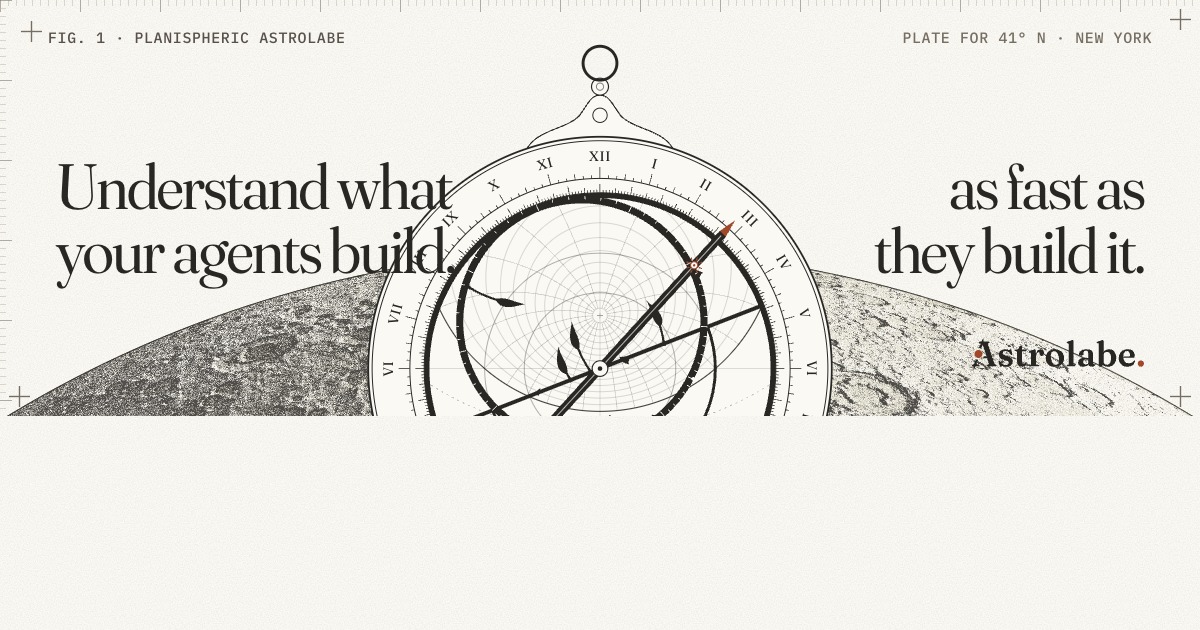 FIG. 1 · PLANISPHERIC ASTROLABE
PLATE FOR 41° N · NEW YORK
Understand what
your agents build.
as fast as
they build it.
Astrolabe.
VI
VII
IX
X
XI
XII
I
II
III
IV
V
VI